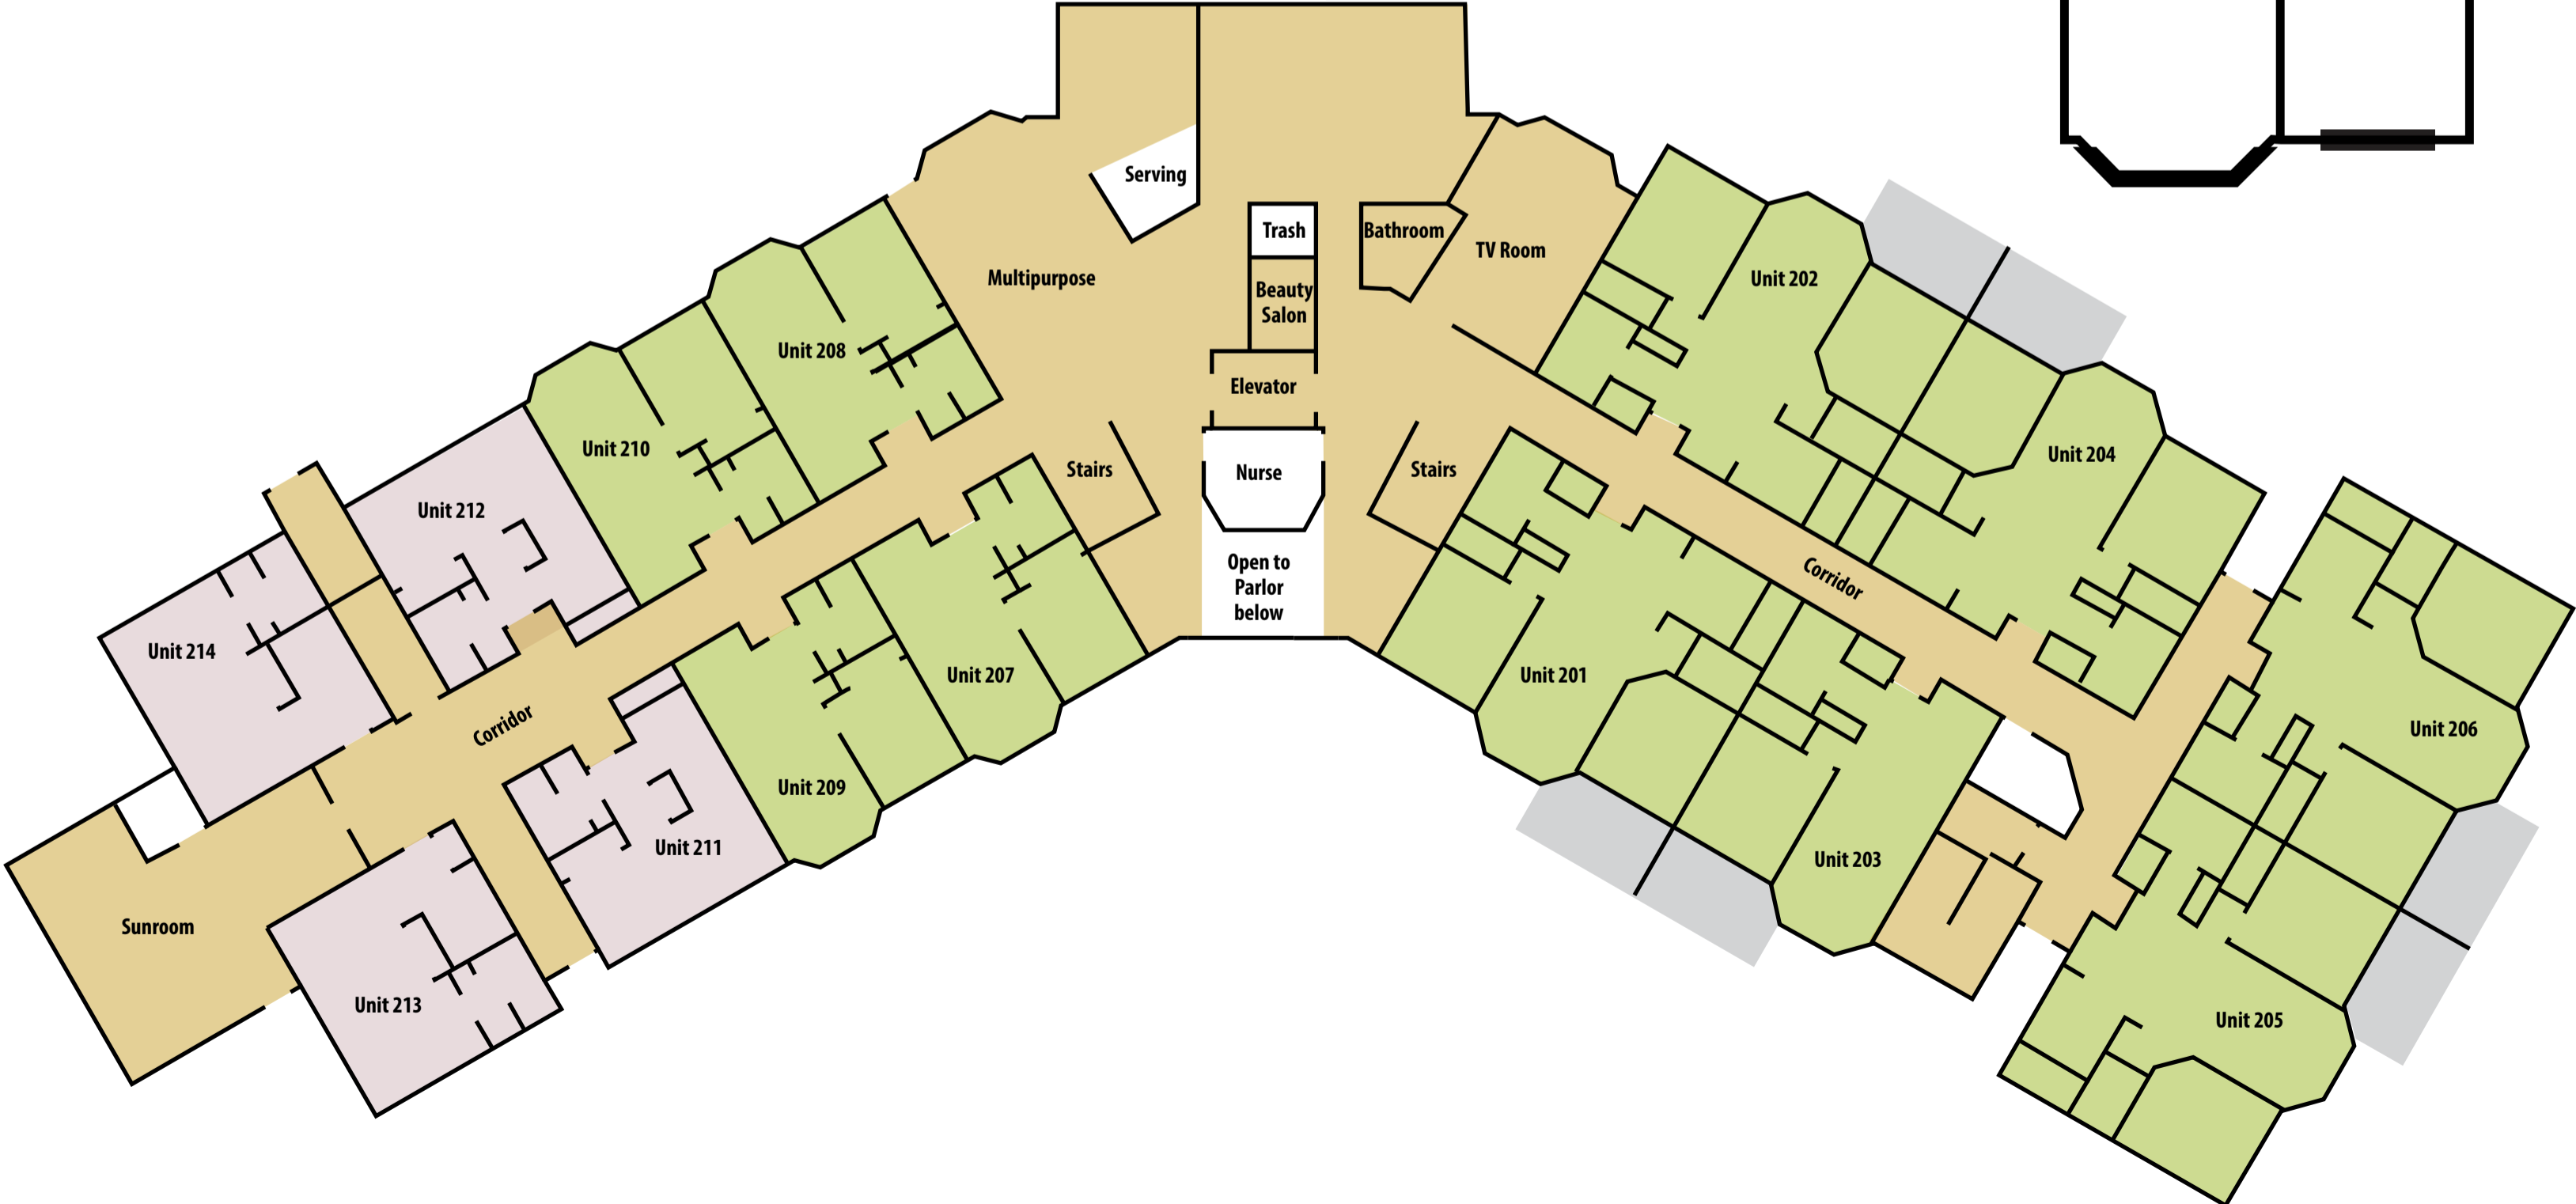 Serving
Trash
Bathroom
TV Room
Multipurpose
Beauty
Salon
Elevator
Stairs
Nurse
Stairs
Open to
Parlor
below
Unit 202
Unit 204
Unit 208
Unit 210
Unit 212
Unit 214
Corridor
Corridor
Unit 207
Unit 209
Unit 211
Unit 213
Sunroom
Unit 201
Unit 203
Unit 206
Unit 205